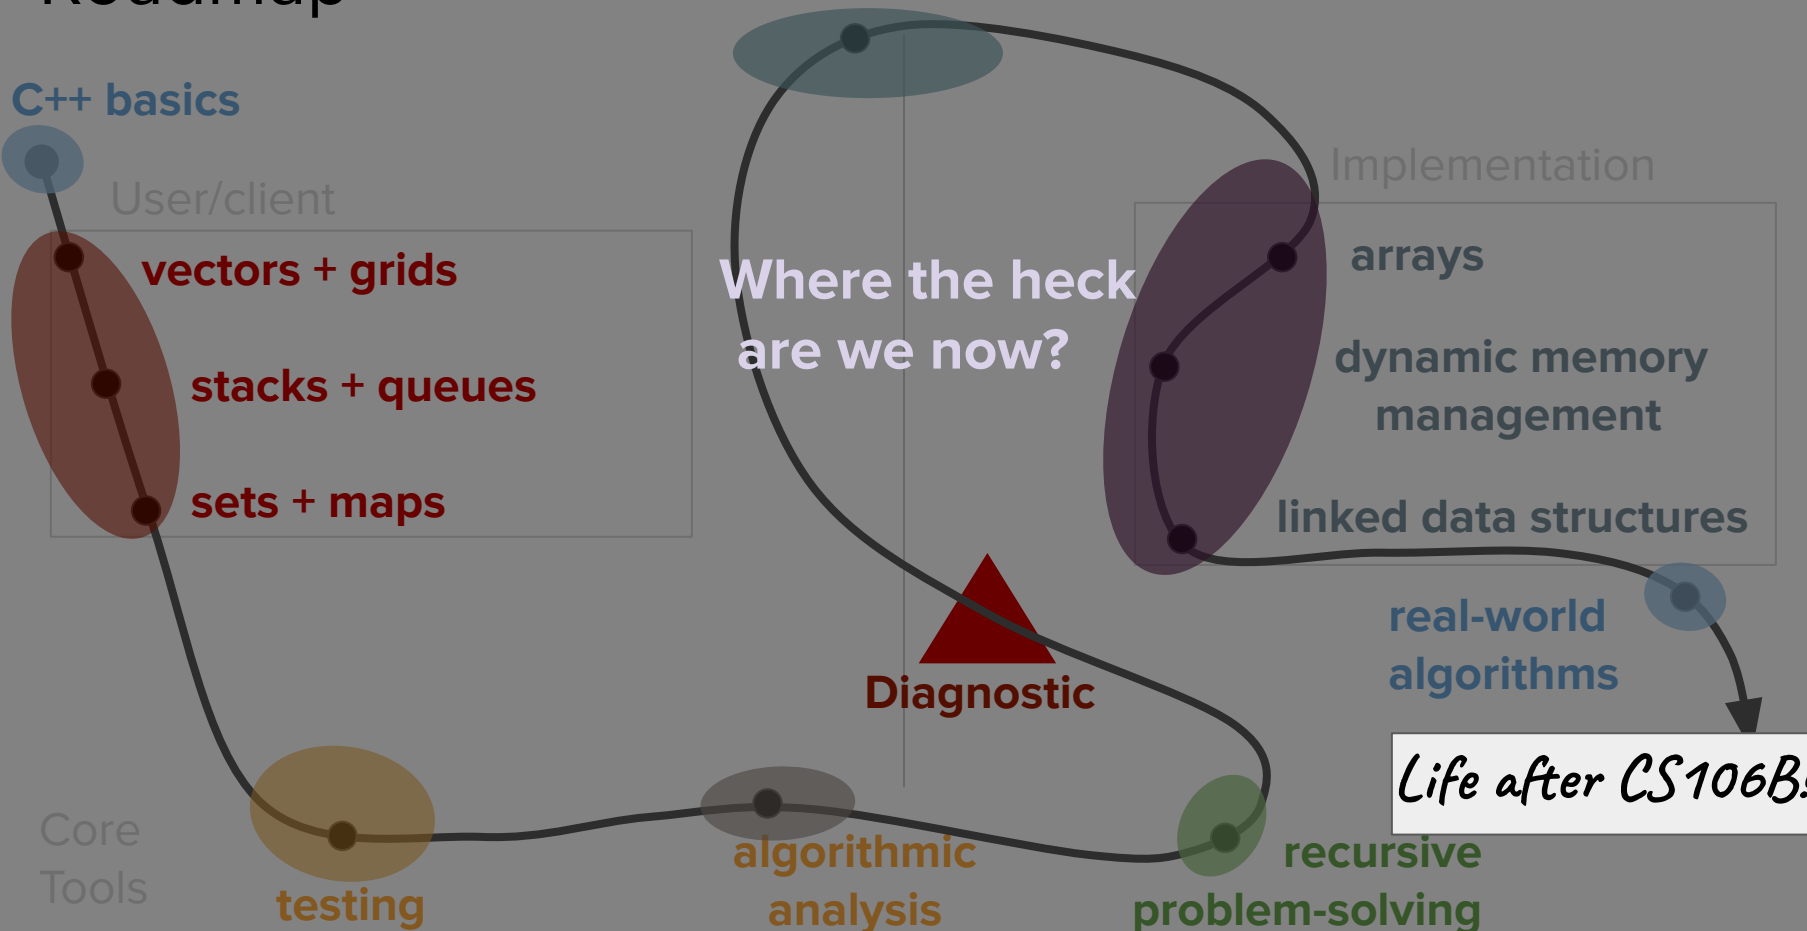 Roadmap
C++ basics
User/client
vectors + grids
stacks + queues
sets + maps
Core
Tools
testing
Where the heck
are we now?
Diagnostic
algorithmic
analysis
recursive
problem-solving
Implementation
arrays
dynamic memory
management
linked data structures
real-world
algorithms
Life after CS106B!